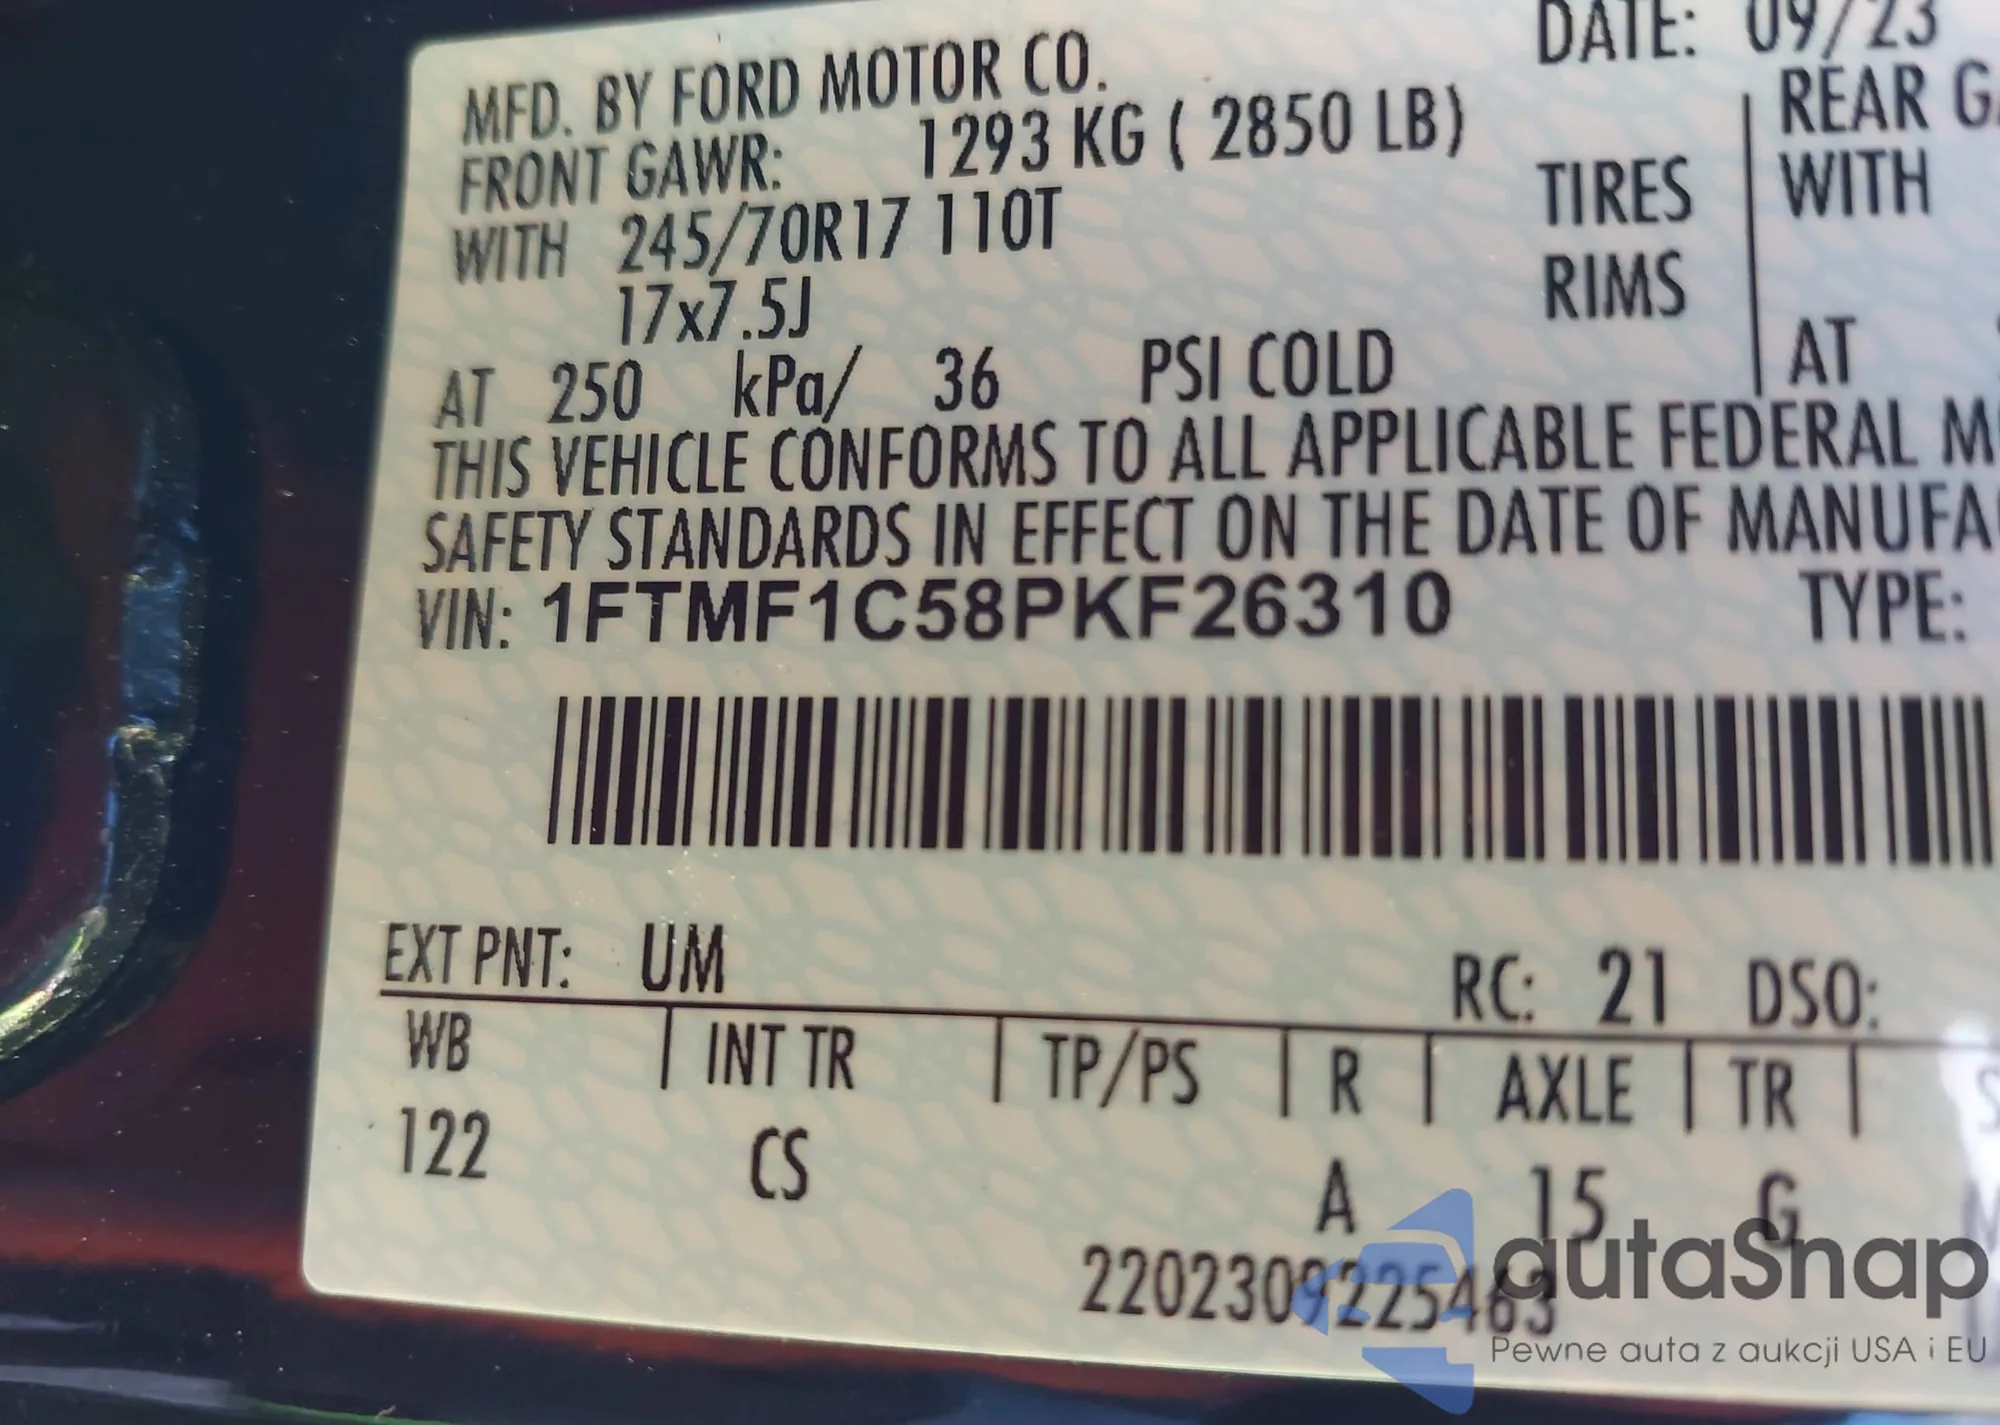 MFD. BY FORD MOTOR CO.
DATE: 09/23
FRONT GAWR: 1293 KG ( 2850 LB)
REAR
WITH 245/70R17 110T
TIRES
WITH
17x7.5J
RIMS
AT 250 kPa/ 36 PSI COLD
AT
THIS VEHICLE CONFORMS TO ALL APPLICABLE FEDERAL
SAFETY STANDARDS IN EFFECT ON THE DATE OF MANUFA
VIN: 1FTMF1C58PKF26310
TYPE:
EXT PNT: UM
RC: 21 DSO:
WB INT TR TP/PS R AXLE TR
122 CS A 15 G
2202309225463
autaSnap
Pewne auta z aukcji USA i EU